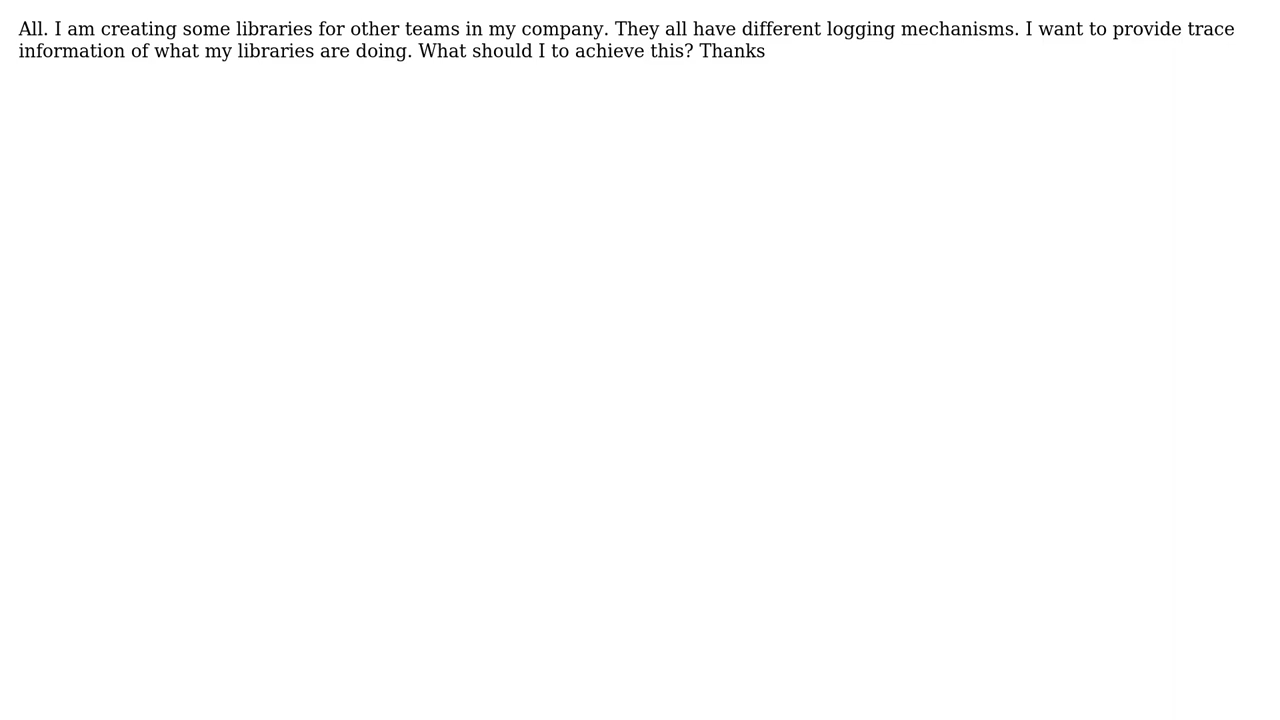 All. I am creating some libraries for other teams in my company. They all have different logging mechanisms. I want to provide trace
information of what my libraries are doing. What should I to achieve this? Thanks